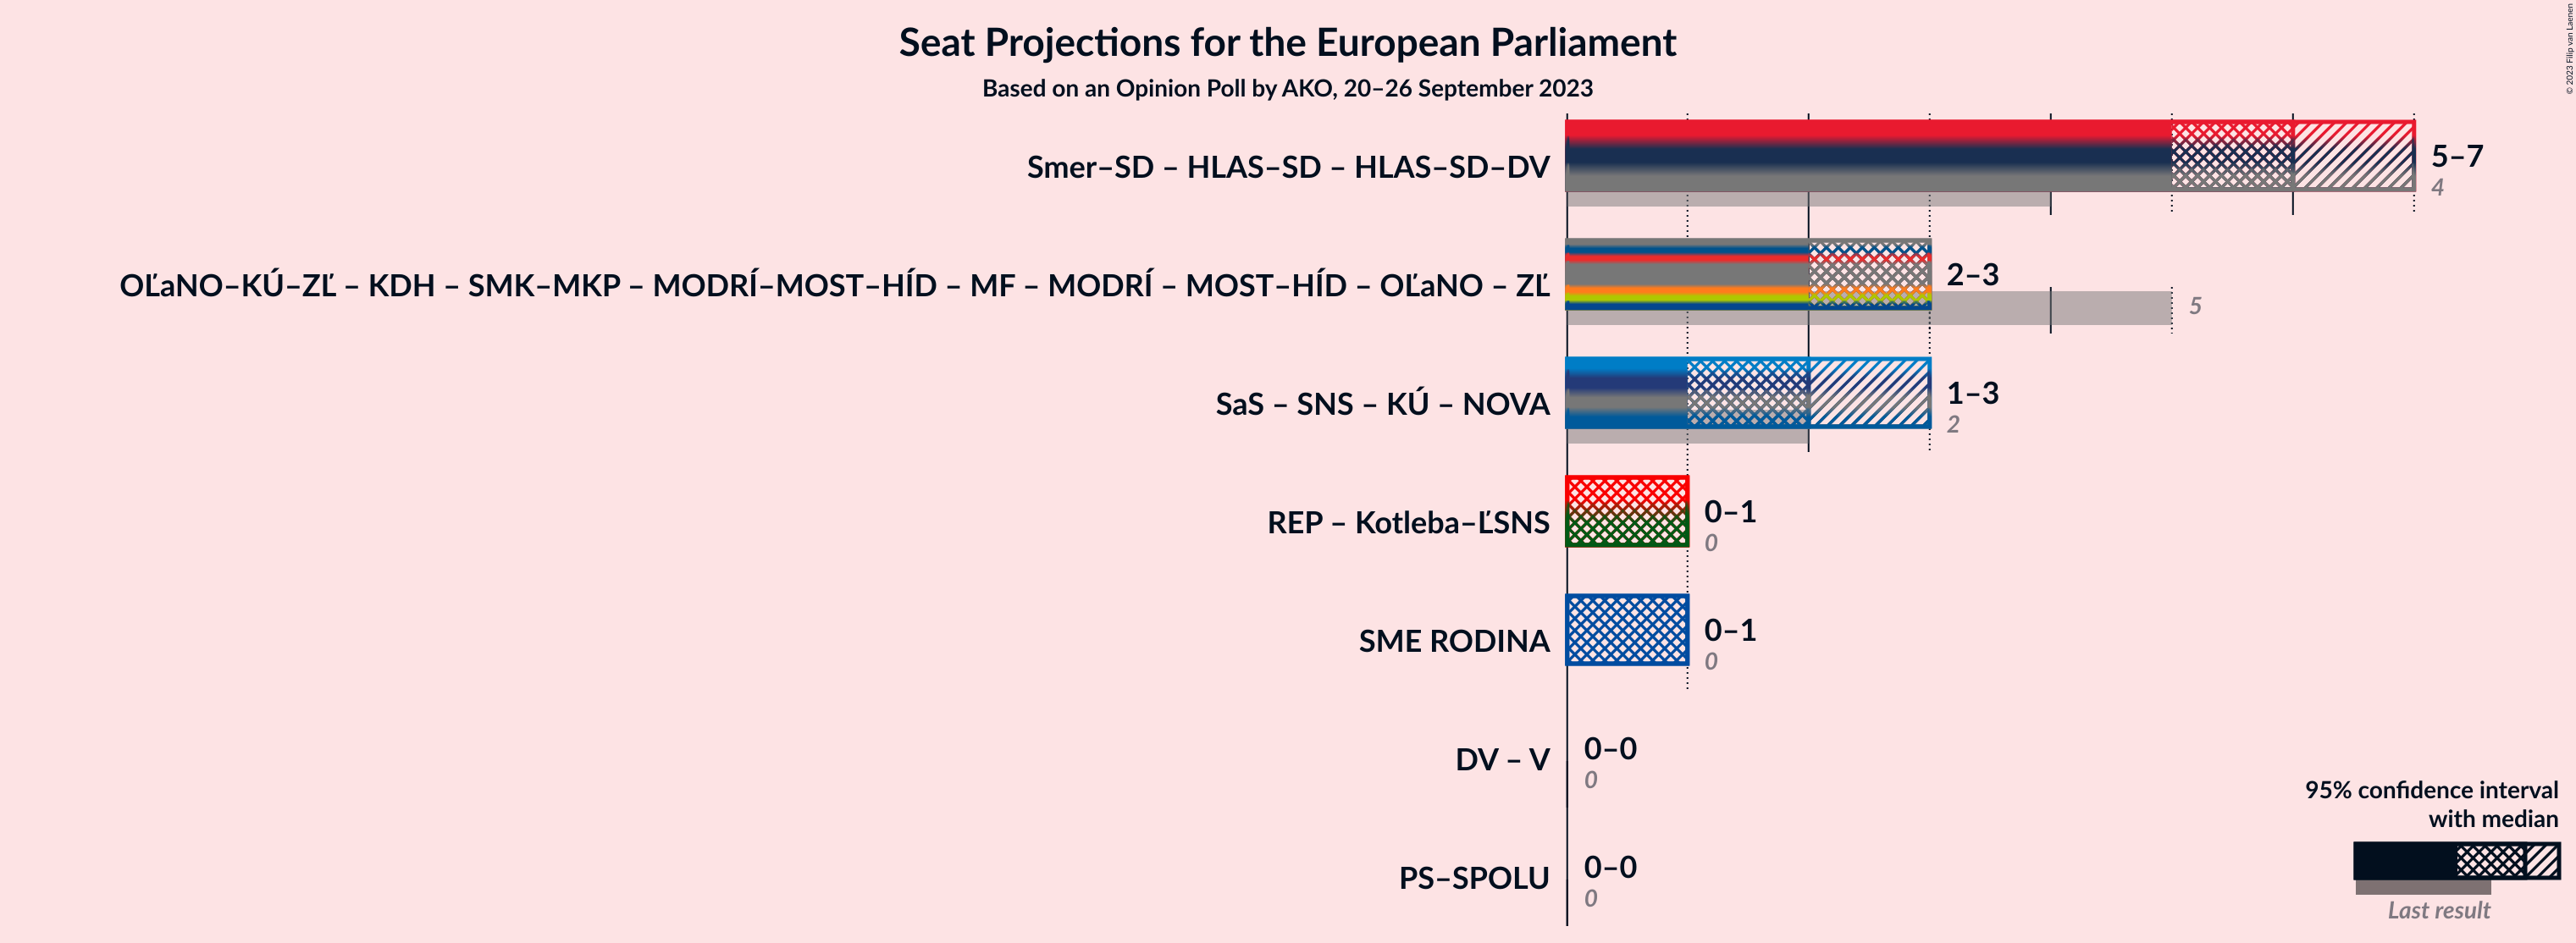 Seat Projections for the European Parliament
Based on an Opinion Poll by AKO, 20–26 September 2023
© 2023 Filip van Laenen
Smer–SD – HLAS–SD – HLAS–SD–DV
5–7
4
OĽaNO–KÚ–ZĽ – KDH – SMK–MKP – MODRÍ–MOST–HÍD – MF – MODRÍ – MOST–HÍD – OĽaNO – ZĽ
2–3
5
SaS – SNS – KÚ – NOVA
1–3
2
REP – Kotleba–ĽSNS
0–1
0
SME RODINA
0–1
0
DV – V
0–0
0
PS–SPOLU
0–0
0
95% confidence interval
with median
Last result